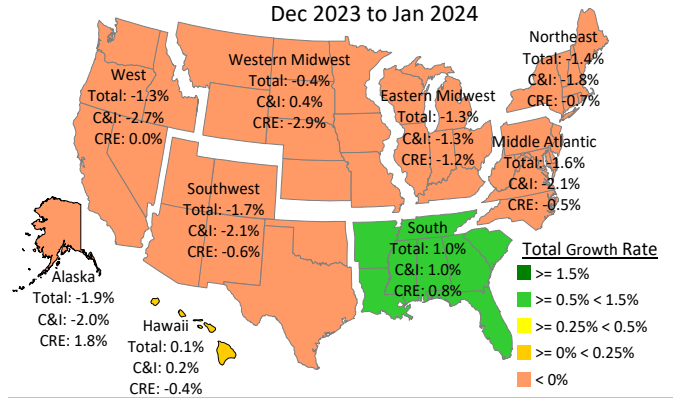 Dec 2023 to Jan 2024
Northeast
Total: -1.4%
C&I: -1.8%
CRE: -0.7%
West
Total: -1.3%
C&I: -2.7%
CRE: 0.0%
Western Midwest
Total: -0.4%
C&I: 0.4%
CRE: -2.9%
Eastern Midwest
Total: -1.3%
C&I: -1.3%
CRE: -1.2%
Middle Atlantic
Total: -1.6%
C&I: -2.1%
CRE: -0.5%
Southwest
Total: -1.7%
C&I: -2.1%
CRE: -0.6%
South
Total: 1.0%
C&I: 1.0%
CRE: 0.8%
Alaska
Total: -1.9%
C&I: -2.0%
CRE: 1.8%
Hawaii
Total: 0.1%
C&I: 0.2%
CRE: -0.4%
Total Growth Rate
>= 1.5%
>= 0.5% < 1.5%
>= 0.25% < 0.5%
>= 0% < 0.25%
< 0%